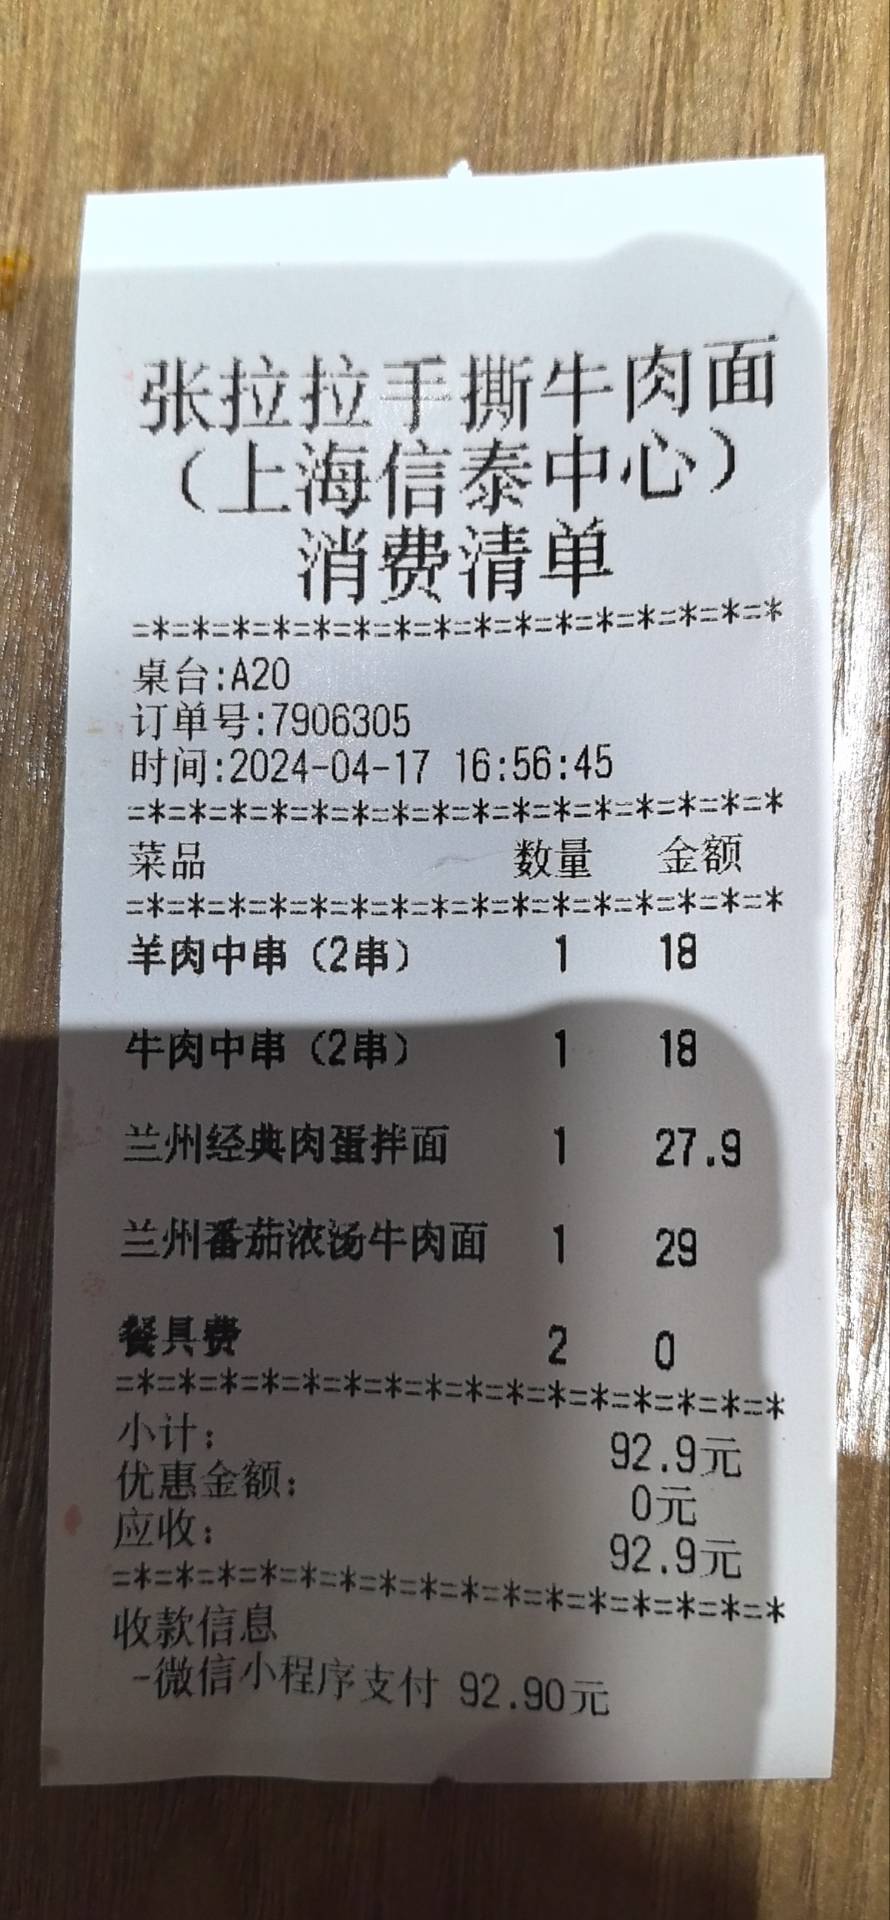 张拉拉手撕牛肉面
（上海信泰中心）
消费清单
=*=*=*=*=*=*=*=*=*=*=*=*=*=*=*=*
桌台:A20
订单号:7906305
时间:2024-04-17 16:56:45
=*=*=*=*=*=*=*=*=*=*=*=*=*=*=*=*
菜品 数量 金额
=*=*=*=*=*=*=*=*=*=*=*=*=*=*=*=*
羊肉中串（2串） 1 18
牛肉中串（2串） 1 18
兰州经典肉蛋拌面 1 27.9
兰州番茄浓汤牛肉面 1 29
餐具费 2 0
=*=*=*=*=*=*=*=*=*=*=*=*=*=*=*=*
小计： 92.9元
优惠金额： 0元
应收： 92.9元
=*=*=*=*=*=*=*=*=*=*=*=*=*=*=*=*
收款信息
-微信小程序支付 92.90元